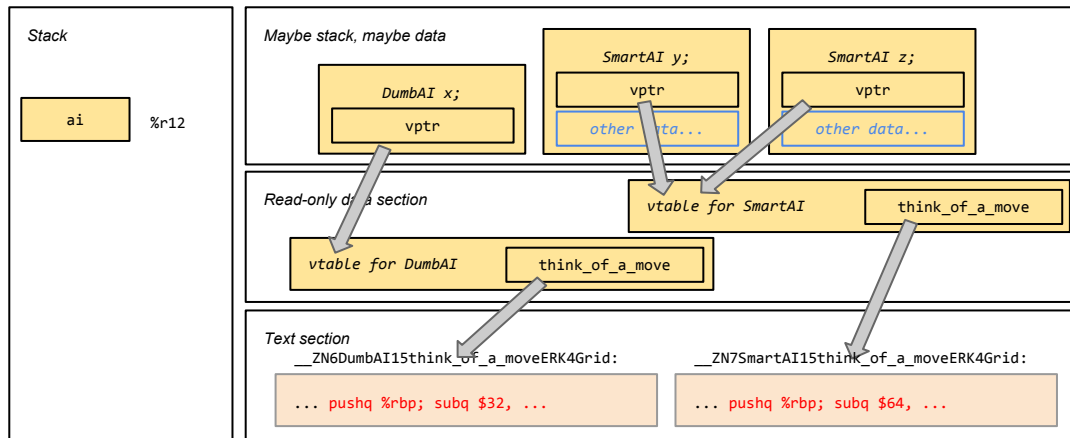 Stack
ai
%r12
Maybe stack, maybe data
DumbAI x;
vptr
SmartAI y;
vptr
other data...
SmartAI z;
vptr
other data...
Read-only data section
vtable for SmartAI
think_of_a_move
vtable for DumbAI
think_of_a_move
Text section
__ZN6DumbAI15think_of_a_moveERK4Grid:
... pushq %rbp; subq $32, ...
__ZN7SmartAI15think_of_a_moveERK4Grid:
... pushq %rbp; subq $64, ...